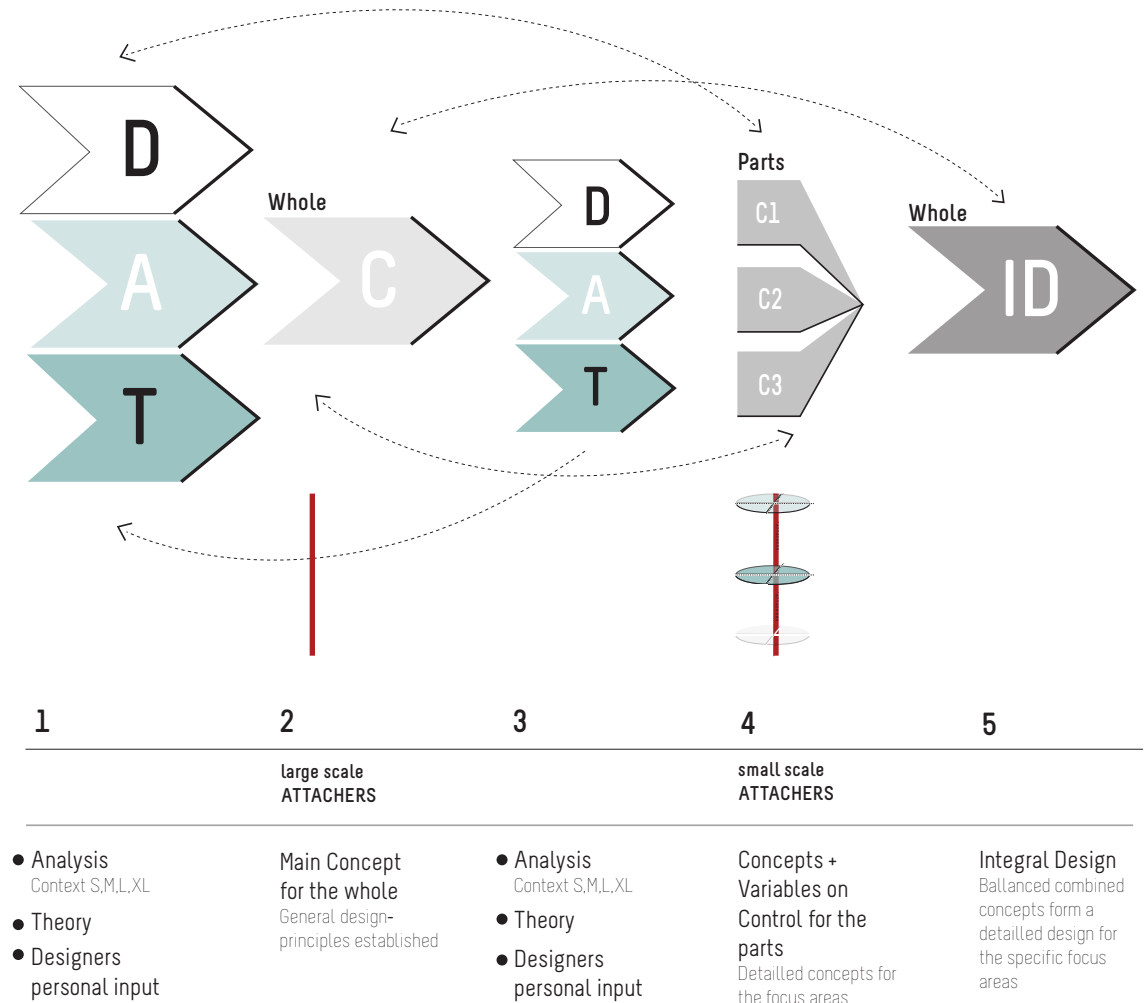 D
A
T
Whole
C
D
A
T
Parts
C1
C2
C3
Whole
ID
1
2
3
4
5
large scale
ATTACHERS
small scale
ATTACHERS
Analysis
Context S,M,L,XL
Theory
Designers
personal input
Main Concept
for the whole
General design-
principles established
Analysis
Context S,M,L,XL
Theory
Designers
personal input
Concepts +
Variables on
Control for the
parts
Detailled concepts for
the focus areas
Integral Design
Ballanced combined
concepts form a
detailled design for
the specific focus
areas